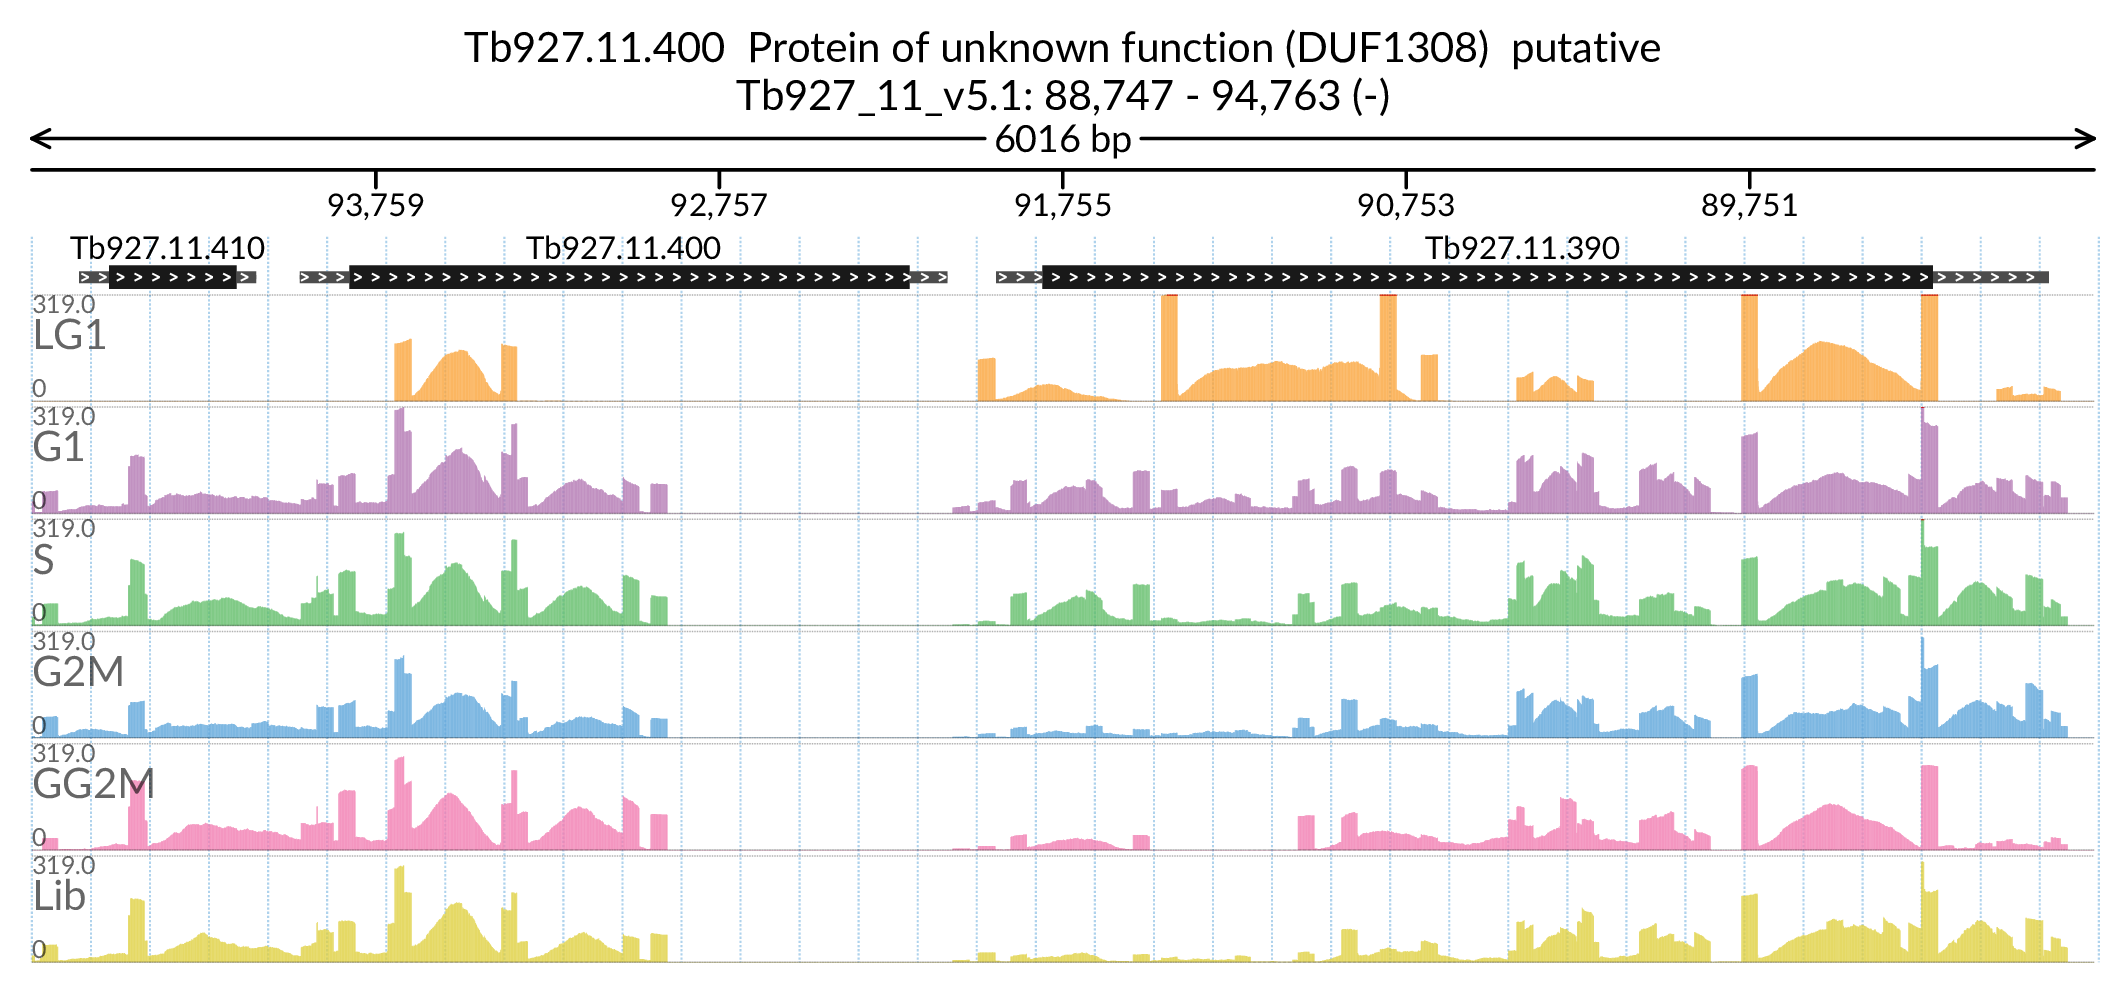 Tb927.11.400  Protein of unknown function (DUF1308)  putative
Tb927_11_v5.1: 88,747 - 94,763 (-)
6016 bp
93,759 92,757 91,755 90,753 89,751
Tb927.11.410 Tb927.11.400 Tb927.11.390
319.0
LG1
0
319.0
G1
0
319.0
S
0
319.0
G2M
0
319.0
GG2M
0
319.0
Lib
0